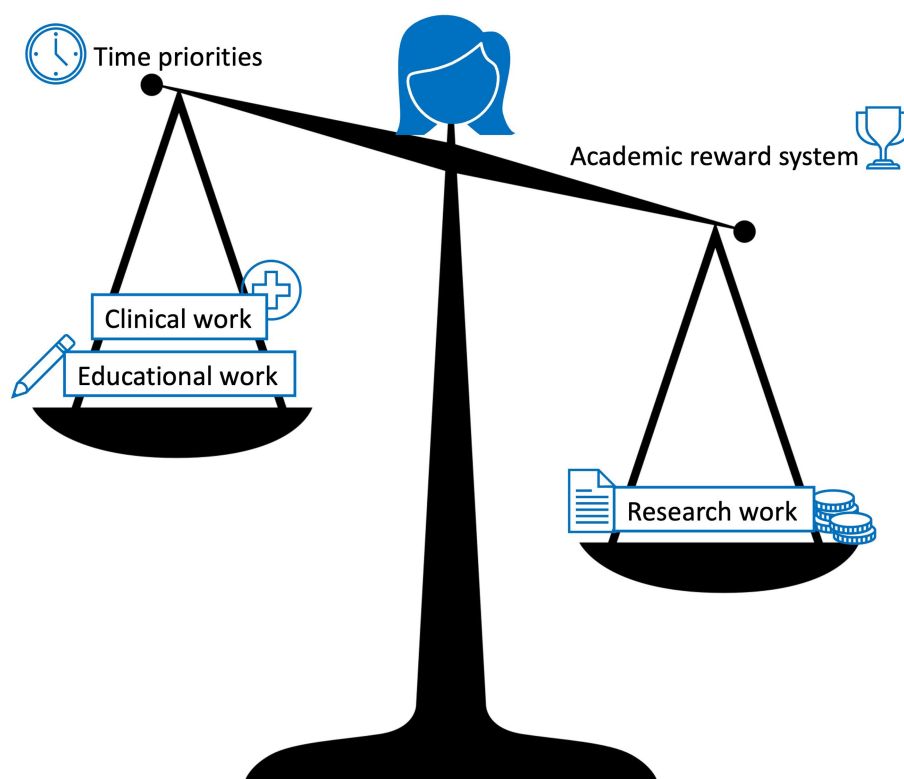 Time priorities
Academic reward system
Clinical work
Educational work
Research work